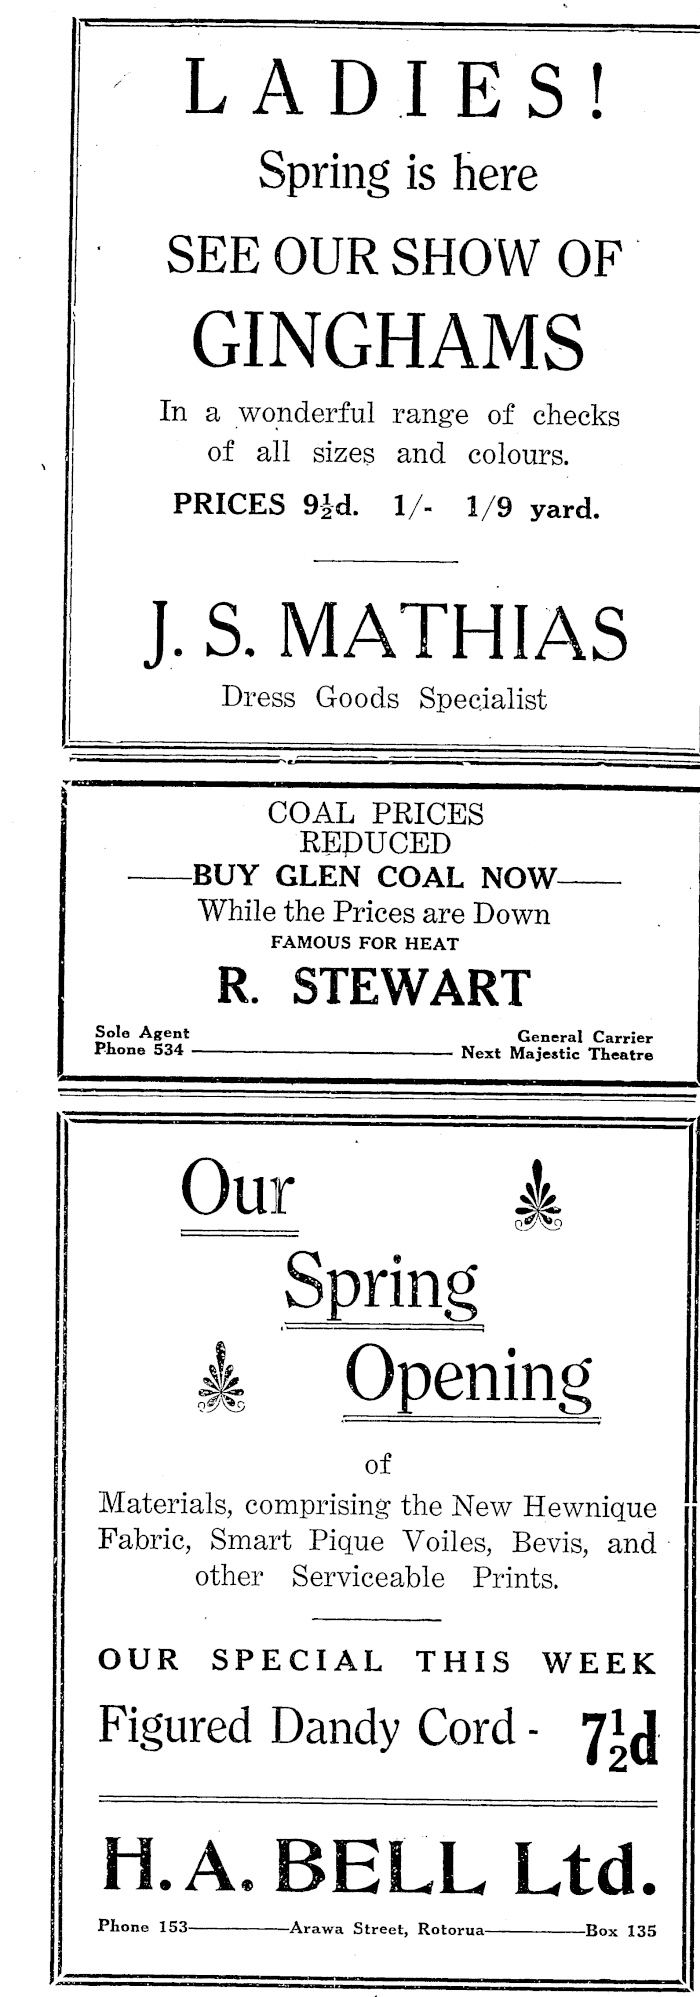 LADIES!
Spring is here
SEE OUR SHOW OF
GINGHAMS
In a wonderful range of checks
of all sizes and colours.
PRICES 9½d. 1/- 1/9 yard.
J. S. MATHIAS
Dress Goods Specialist
COAL PRICES
REDUCED
BUY GLEN COAL NOW
While the Prices are Down
FAMOUS FOR HEAT
R. STEWART
Sole Agent
Phone 534
General Carrier
Next Majestic Theatre
Our
Spring
Opening
of
Materials, comprising the New Hewnique
Fabric, Smart Pique Voiles, Bevis, and
other Serviceable Prints.
OUR SPECIAL THIS WEEK
Figured Dandy Cord - 7½d
H. A. BELL Ltd.
Phone 153——Arawa Street, Rotorua——Box 135